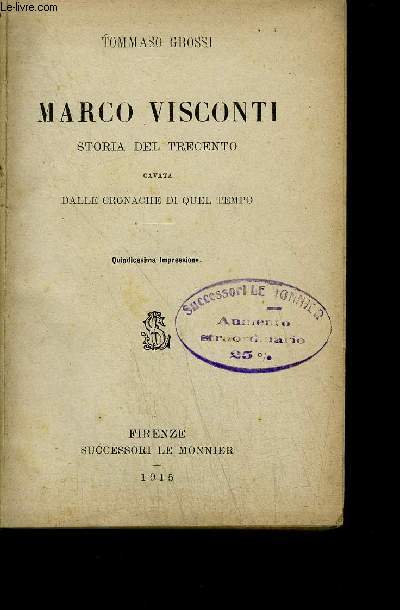 Le-livre.com
TOMMASO GROSSI
MARCO VISCONTI
STORIA DEL TRECENTO
CAVATA
DALLE CRONACHE DI QUEL TEMPO
Quindicesima Impressione.
Successori LE MONNIER
Aumento
straordinario
25 %
FIRENZE
SUCCESSORI LE MONNIER
1915